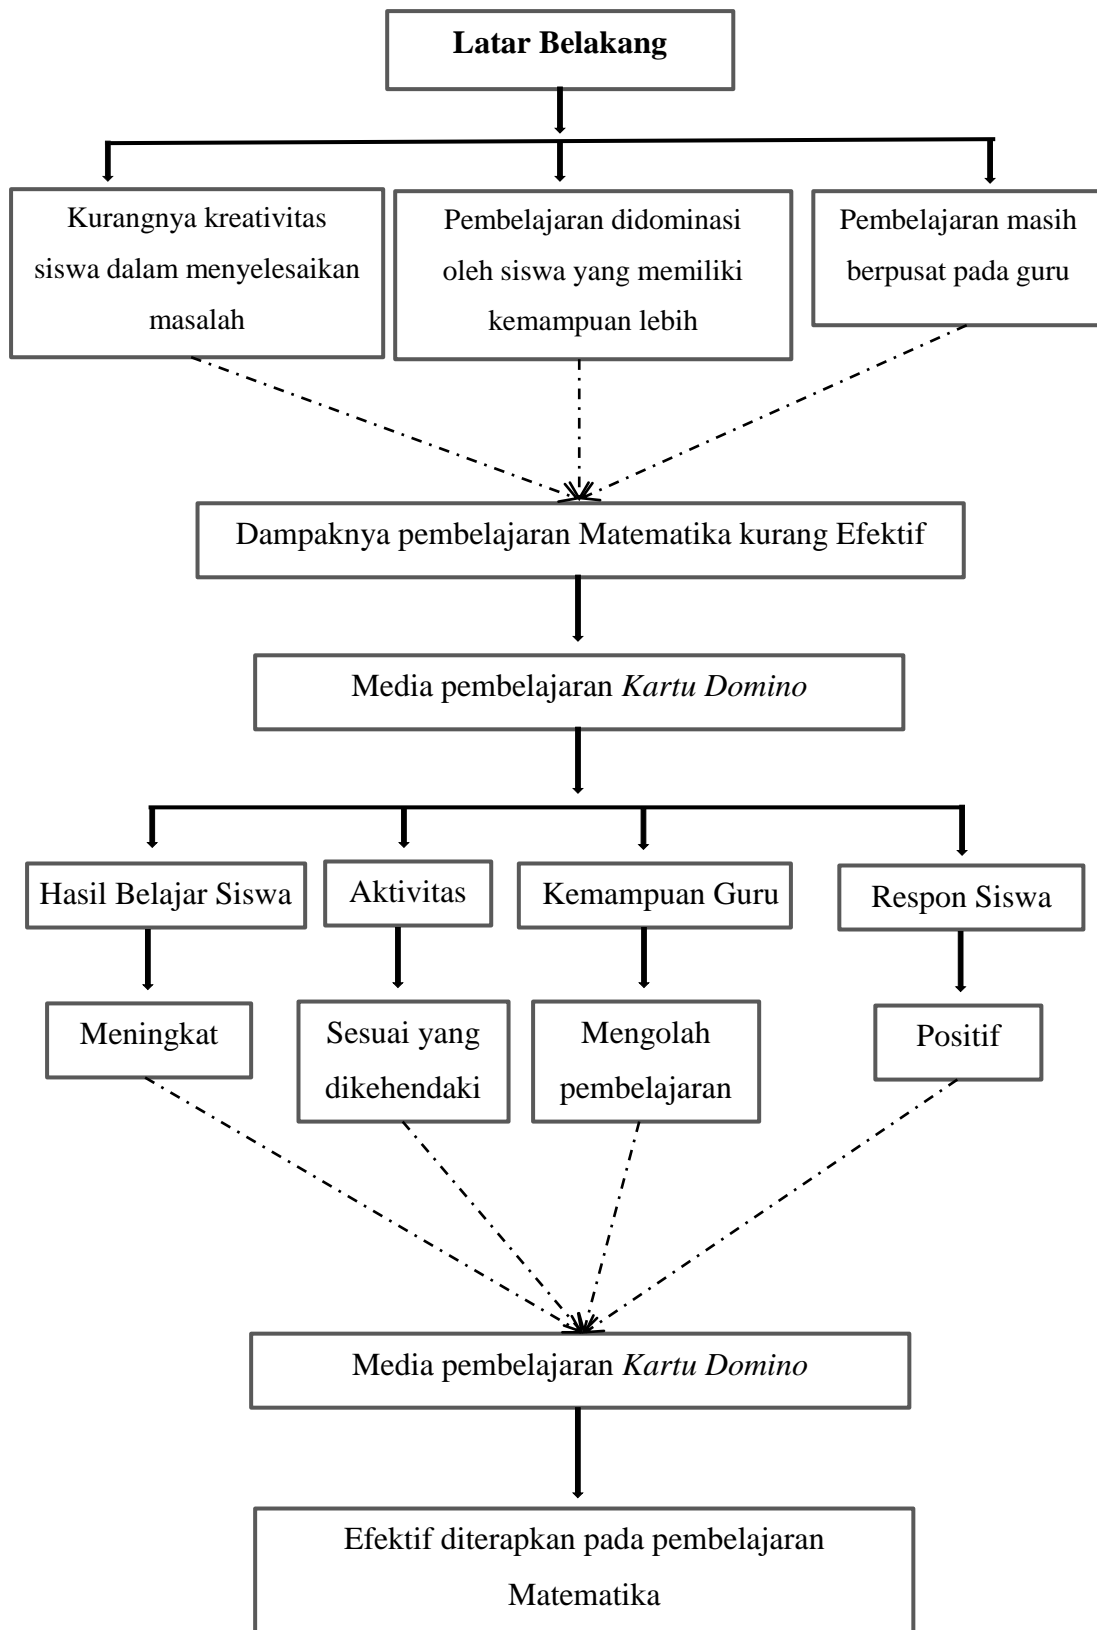 Latar Belakang
Kurangnya kreativitas
siswa dalam menyelesaikan
masalah
Pembelajaran didominasi
oleh siswa yang memiliki
kemampuan lebih
Pembelajaran masih
berpusat pada guru
Dampaknya pembelajaran Matematika kurang Efektif
Media pembelajaran Kartu Domino
Hasil Belajar Siswa
Aktivitas
Kemampuan Guru
Respon Siswa
Meningkat
Sesuai yang
dikehendaki
Mengolah
pembelajaran
Positif
Media pembelajaran Kartu Domino
Efektif diterapkan pada pembelajaran
Matematika